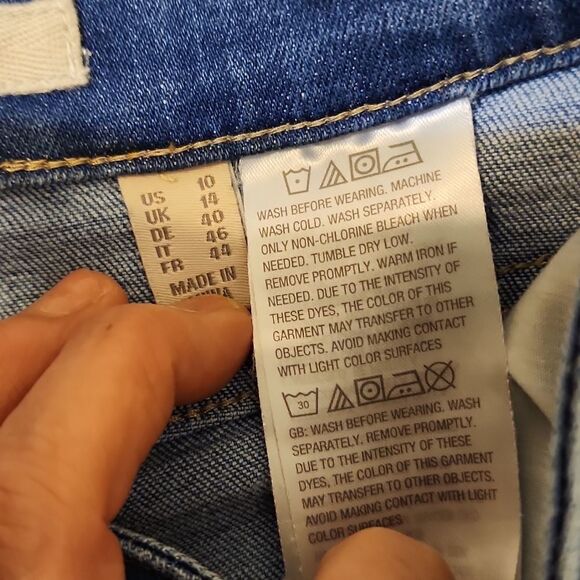 US 10
UK 14
DE 40
IT 46
FR 44
MADE IN
WASH BEFORE WEARING. MACHINE
WASH COLD. WASH SEPARATELY.
ONLY NON-CHLORINE BLEACH WHEN
NEEDED. TUMBLE DRY LOW.
REMOVE PROMPTLY. WARM IRON IF
NEEDED. DUE TO THE INTENSITY OF
THESE DYES, THE COLOR OF THIS
GARMENT MAY TRANSFER TO OTHER
OBJECTS. AVOID MAKING CONTACT
WITH LIGHT COLOR SURFACES
30
GB: WASH BEFORE WEARING. WASH
SEPARATELY. REMOVE PROMPTLY.
DUE TO THE INTENSITY OF THESE
DYES, THE COLOR OF THIS GARMENT
MAY TRANSFER TO OTHER OBJECTS.
AVOID MAKING CONTACT WITH LIGHT
COLOR SURFACES